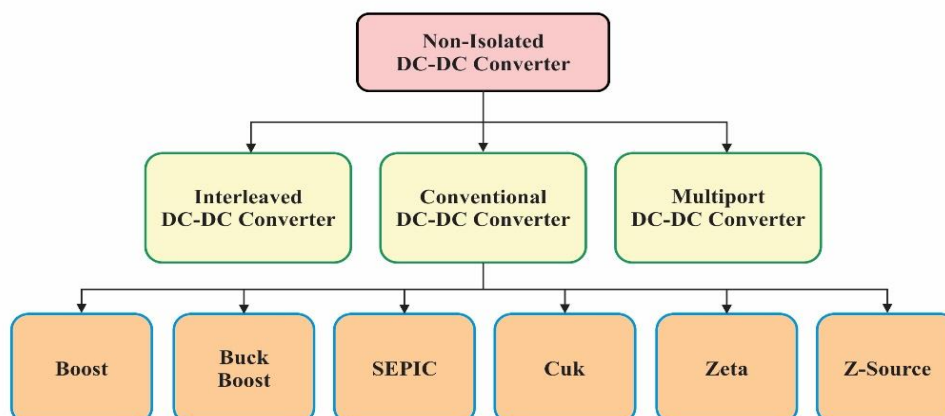 Non-Isolated
DC-DC Converter
Interleaved
DC-DC Converter
Conventional
DC-DC Converter
Multiport
DC-DC Converter
Boost
Buck
Boost
SEPIC
Cuk
Zeta
Z-Source